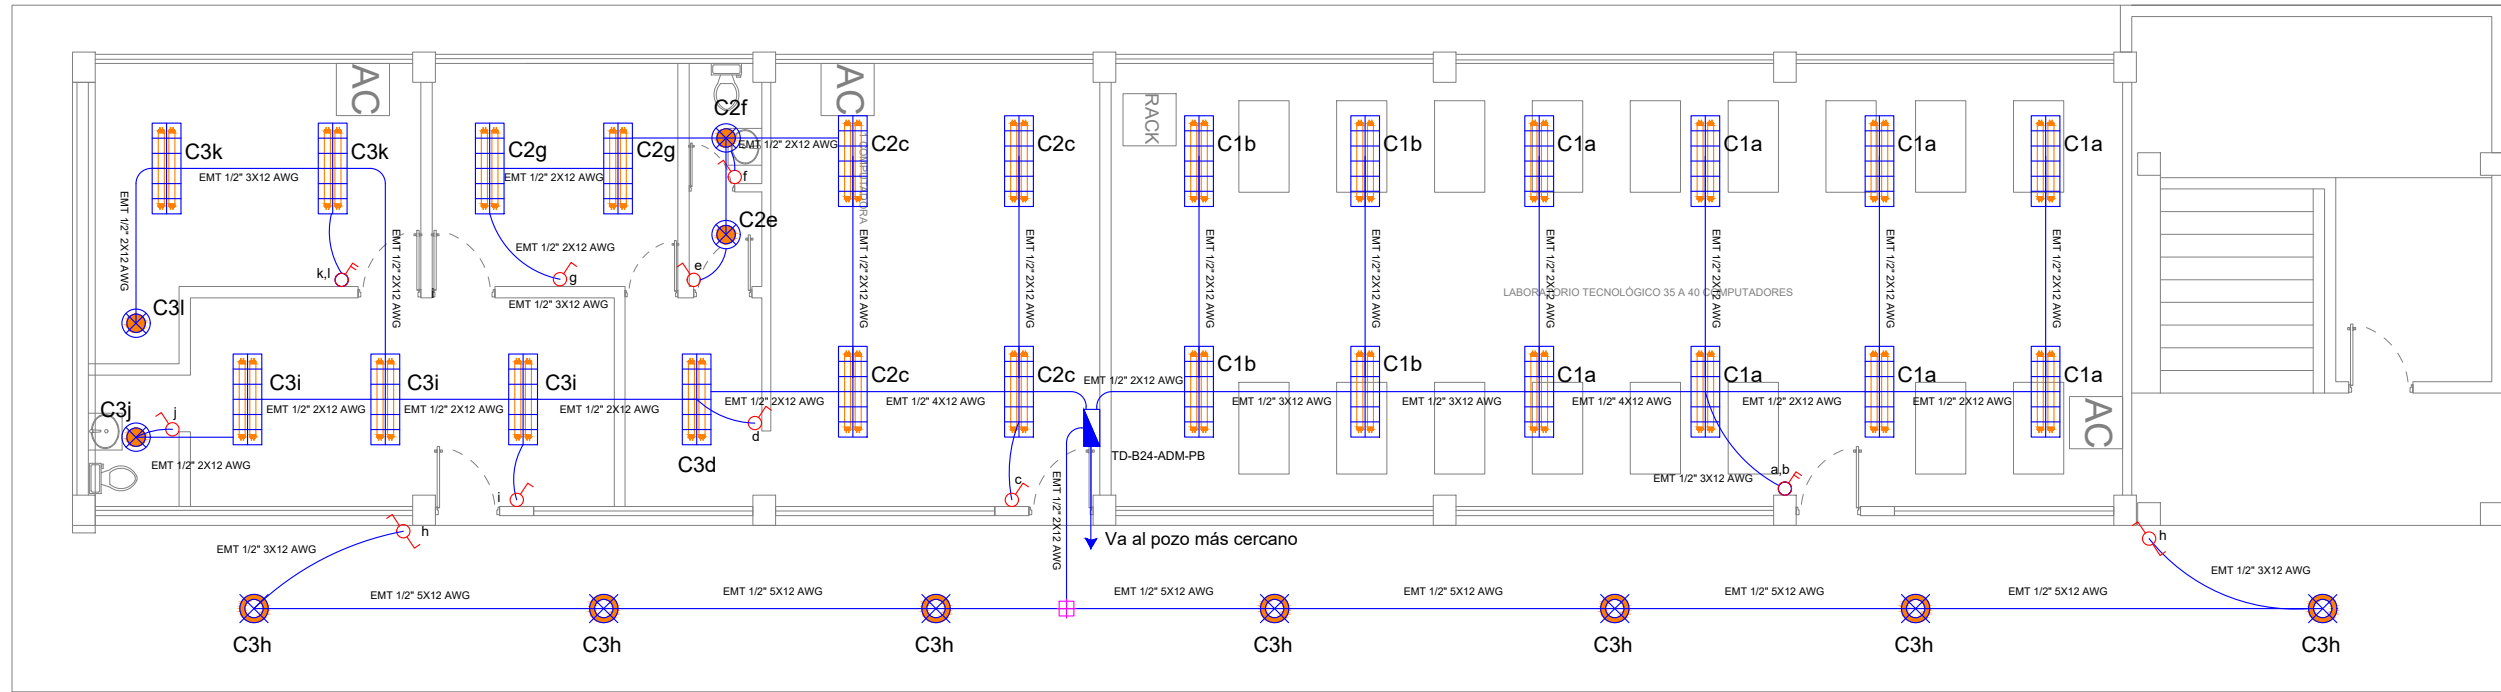 AC
AC
RACK
C2f
C3k
C3k
C2g
C2g
C2c
C2c
C1b
C1b
C1a
C1a
C1a
C1a
EMT 1/2" 3X12 AWG
EMT 1/2" 2X12 AWG
EMT 1/2" 2X12 AWG
f
EMT 1/2" 2X12 AWG
C2e
EMT 1/2" 2X12 AWG
EMT 1/2" 2X12 AWG
EMT 1/2" 2X12 AWG
EMT 1/2" 2X12 AWG
EMT 1/2" 2X12 AWG
EMT 1/2" 2X12 AWG
EMT 1/2" 2X12 AWG
EMT 1/2" 2X12 AWG
k,l
g
e
EMT 1/2" 3X12 AWG
LABORATORIO TECNOLÓGICO 35 A 40 COMPUTADORES
C3l
C3i
C3i
C3i
C2c
C2c
C1b
C1b
C1a
C1a
C1a
C1a
C3j
j
EMT 1/2" 2X12 AWG
EMT 1/2" 2X12 AWG
EMT 1/2" 2X12 AWG
EMT 1/2" 2X12 AWG
EMT 1/2" 4X12 AWG
EMT 1/2" 2X12 AWG
EMT 1/2" 3X12 AWG
EMT 1/2" 3X12 AWG
EMT 1/2" 4X12 AWG
EMT 1/2" 2X12 AWG
EMT 1/2" 2X12 AWG
AC
d
EMT 1/2" 2X12 AWG
C3d
TD-B24-ADM-PB
EMT 1/2" 3X12 AWG
a,b
i
c
EMT 1/2" 2X12 AWG
h
EMT 1/2" 3X12 AWG
Va al pozo más cercano
h
EMT 1/2" 3X12 AWG
EMT 1/2" 5X12 AWG
EMT 1/2" 5X12 AWG
EMT 1/2" 5X12 AWG
EMT 1/2" 5X12 AWG
EMT 1/2" 5X12 AWG
EMT 1/2" 5X12 AWG
C3h
C3h
C3h
C3h
C3h
C3h
C3h